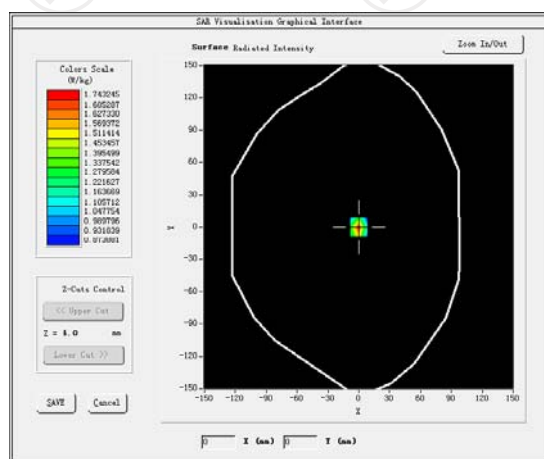 SAR Visualisation Graphical Interface
Surface Radiated Intensity
Zoom In/Out
Colors Scale
(W/kg)
1.743245
1.685287
1.627330
1.569372
1.511414
1.453457
1.395499
1.337542
1.279584
1.221627
1.163669
1.105712
1.047754
0.989796
0.931839
0.873881
Z-Cuts Control
<< Upper Cut
Z = 4.0 mm
Lower Cut >>
SAVE
Cancel
150
120
90
60
30
0
-30
-60
-90
-120
-150
Y
-150 -120 -90 -60 -30 0 30 60 90 120 150
X
0 X (mm) 0 Y (mm)